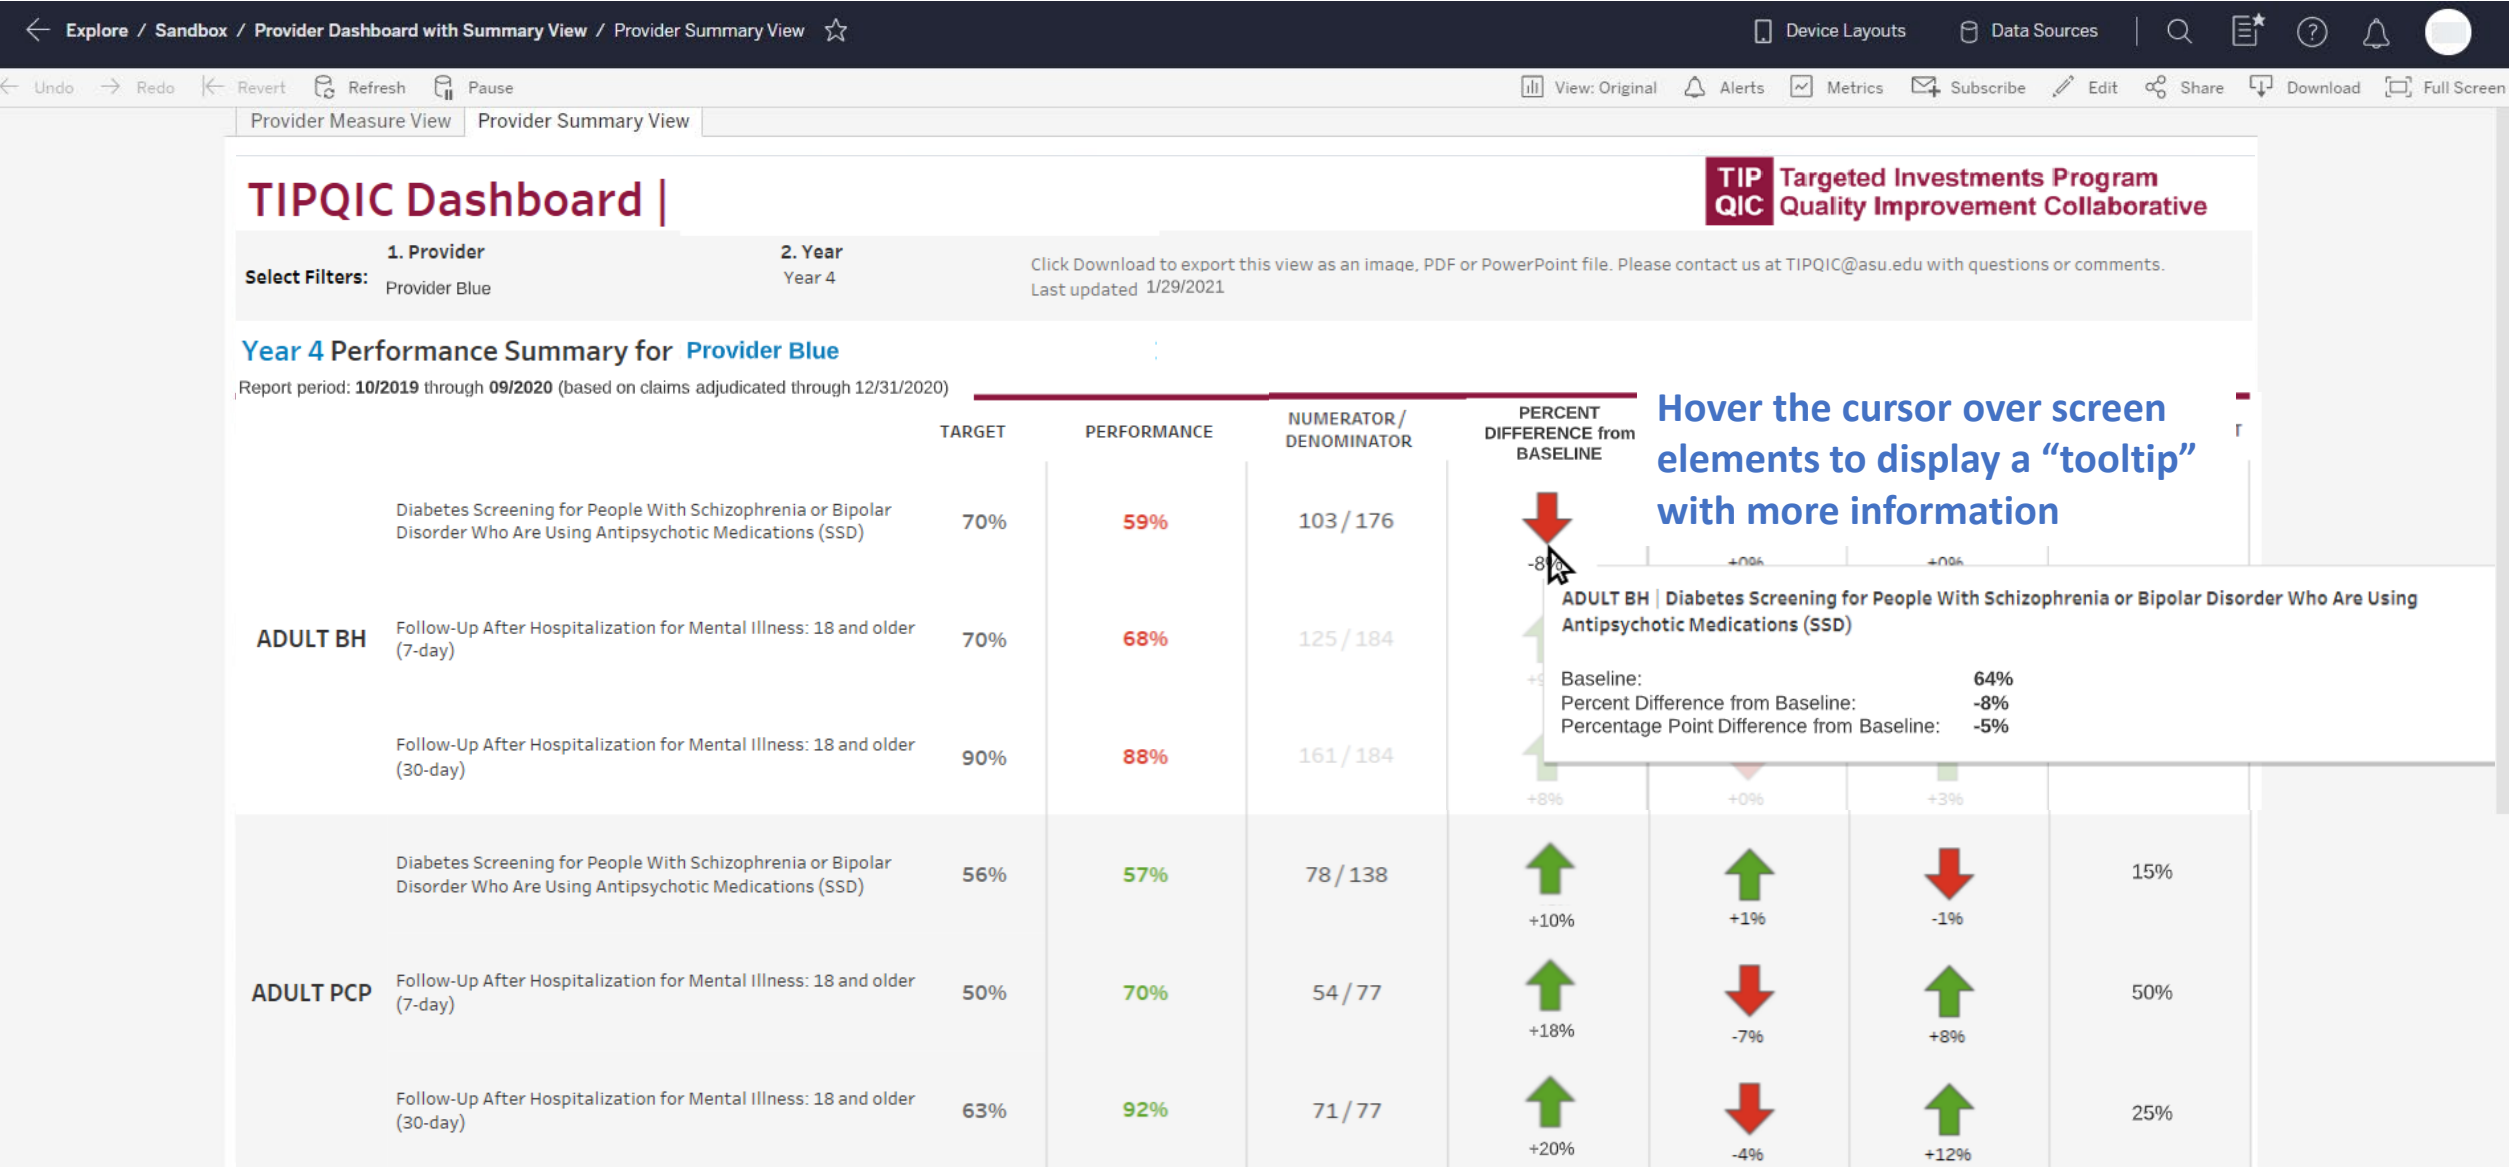 Explore / Sandbox / Provider Dashboard with Summary View / Provider Summary View
Device Layouts
Data Sources
Undo
Redo
Revert
Refresh
Pause
View: Original
Alerts
Metrics
Subscribe
Edit
Share
Download
Full Screen
Provider Measure View
Provider Summary View
TIPQIC Dashboard |
TIP Targeted Investments Program
QIC Quality Improvement Collaborative
Select Filters:
1. Provider
Provider Blue
2. Year
Year 4
Click Download to export this view as an image, PDF or PowerPoint file. Please contact us at TIPQIC@asu.edu with questions or comments.
Last updated 1/29/2021
Year 4 Performance Summary for Provider Blue
Report period: 10/2019 through 09/2020 (based on claims adjudicated through 12/31/2020)
TARGET
PERFORMANCE
NUMERATOR/
DENOMINATOR
PERCENT
DIFFERENCE from
BASELINE
Hover the cursor over screen
elements to display a “tooltip”
with more information
Diabetes Screening for People With Schizophrenia or Bipolar
Disorder Who Are Using Antipsychotic Medications (SSD)
70%
59%
103/176
-8%
+0%
+0%
ADULT BH | Diabetes Screening for People With Schizophrenia or Bipolar Disorder Who Are Using
Antipsychotic Medications (SSD)
Baseline: 64%
Percent Difference from Baseline: -8%
Percentage Point Difference from Baseline: -5%
ADULT BH
Follow-Up After Hospitalization for Mental Illness: 18 and older
(7-day)
70%
68%
125/184
Follow-Up After Hospitalization for Mental Illness: 18 and older
(30-day)
90%
88%
161/184
+8%
+0%
+3%
Diabetes Screening for People With Schizophrenia or Bipolar
Disorder Who Are Using Antipsychotic Medications (SSD)
56%
57%
78/138
+10%
+1%
-1%
15%
ADULT PCP
Follow-Up After Hospitalization for Mental Illness: 18 and older
(7-day)
50%
70%
54/77
+18%
-7%
+8%
50%
Follow-Up After Hospitalization for Mental Illness: 18 and older
(30-day)
63%
92%
71/77
+20%
-4%
+12%
25%